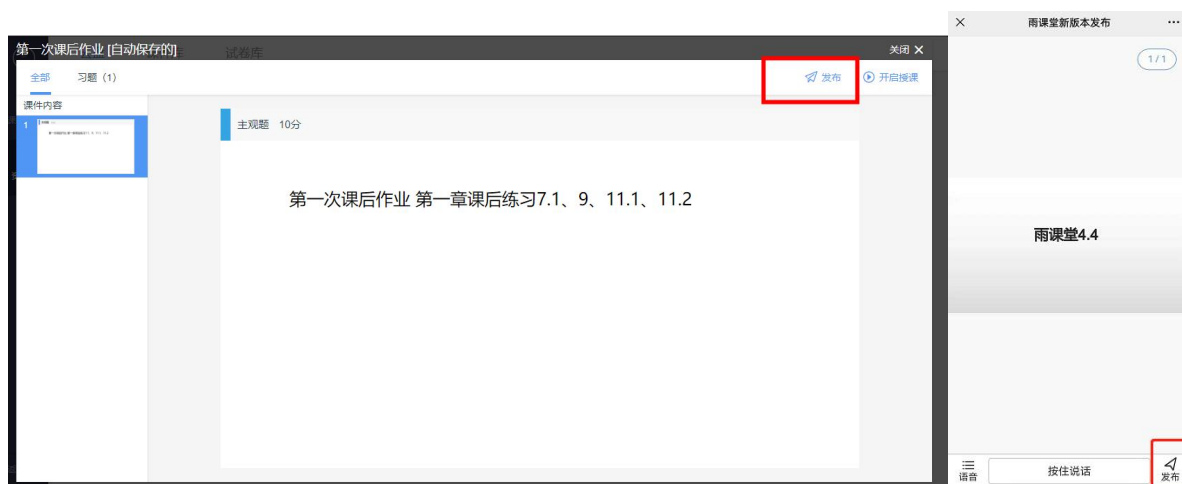 第一次课后作业 [自动保存的]
试卷库
关闭 X
全部
习题（1）
发布
开启授课
课件内容
1
主观题 10分
第一次课后作业 第一章课后练习7.1、9、11.1、11.2
雨课堂新版本发布
1/1
雨课堂4.4
语音
按住说话
发布